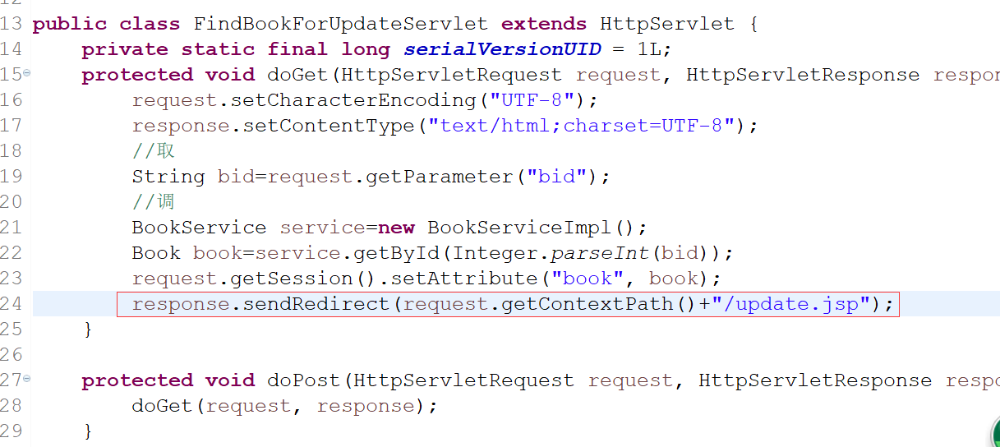 12
13 public class FindBookForUpdateServlet extends HttpServlet {
14 private static final long serialVersionUID = 1L;
15 protected void doGet(HttpServletRequest request, HttpServletResponse respon
16 request.setCharacterEncoding("UTF-8");
17 response.setContentType("text/html;charset=UTF-8");
18 //取
19 String bid=request.getParameter("bid");
20 //调
21 BookService service=new BookServiceImpl();
22 Book book=service.getById(Integer.parseInt(bid));
23 request.getSession().setAttribute("book", book);
24 response.sendRedirect(request.getContextPath()+"/update.jsp");
25 }
26
27 protected void doPost(HttpServletRequest request, HttpServletResponse respo
28 doGet(request, response);
29 }